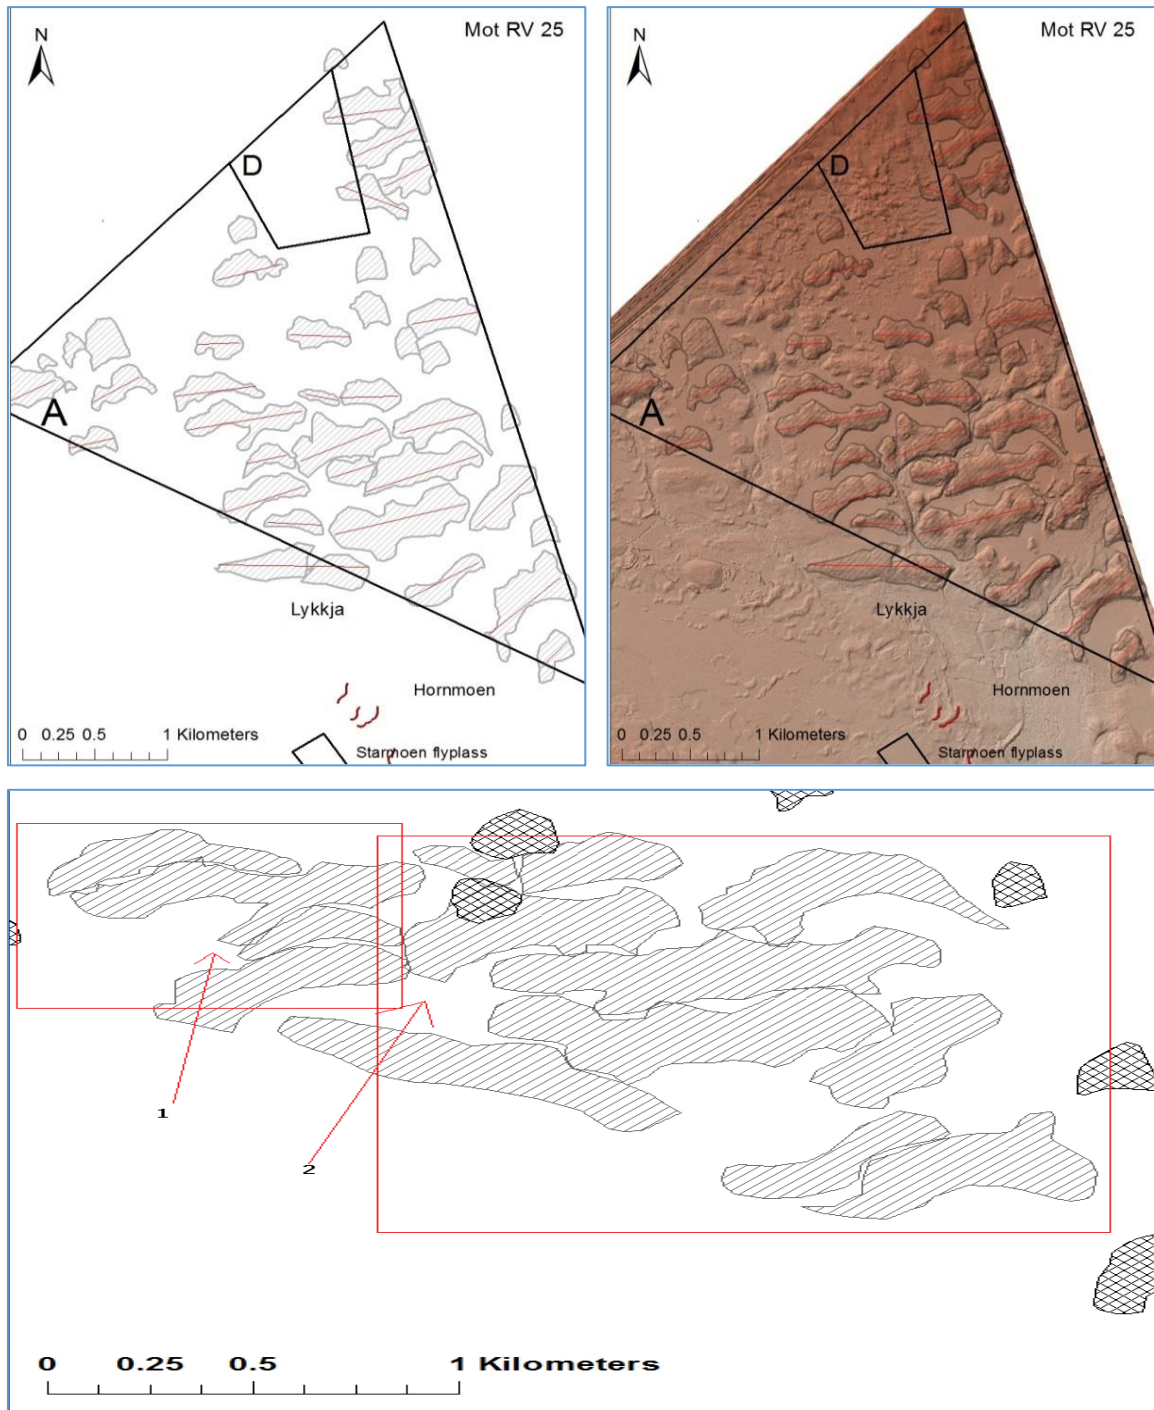 N
Mot RV 25
D
A
Lykkja
Hornmoen
0 0.25 0.5 1 Kilometers
Starmoen flyplass
N
Mot RV 25
D
A
Lykkja
Hornmoen
0 0.25 0.5 1 Kilometers
Starmoen flyplass
1
2
0 0.25 0.5 1 Kilometers